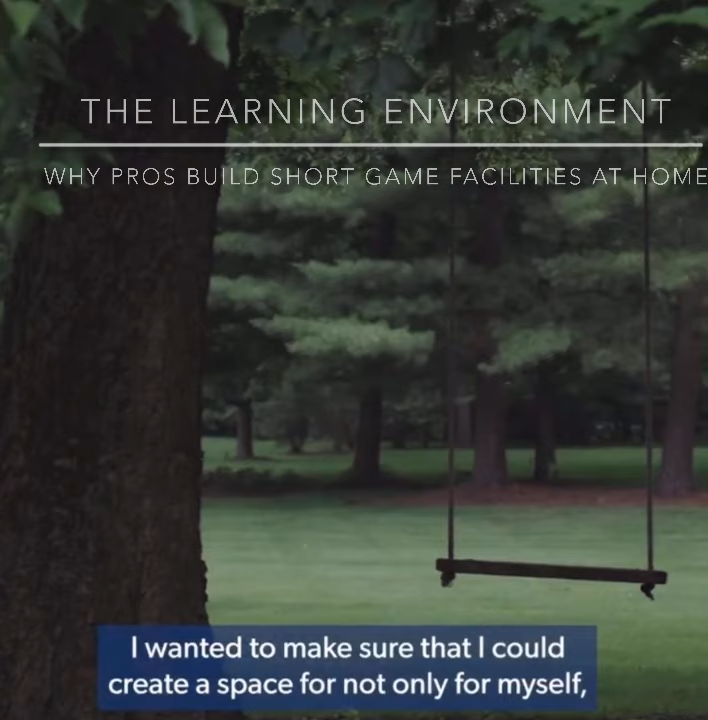 THE LEARNING ENVIRONMENT
WHY PROS BUILD SHORT GAME FACILITIES AT HOME
I wanted to make sure that I could
create a space for not only for myself,